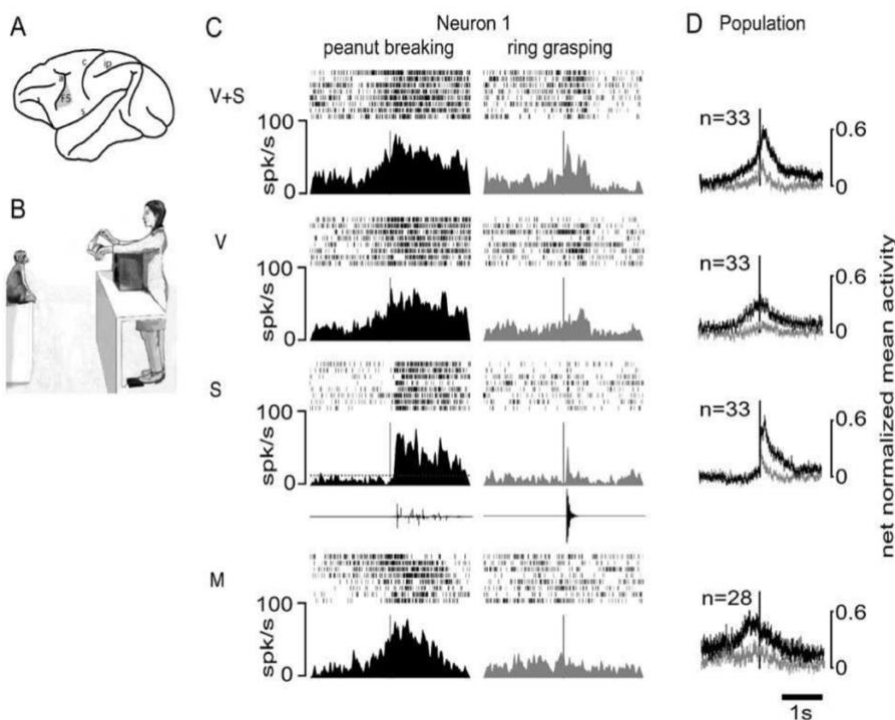 A
c
ip
a
FS
B
C
Neuron 1
peanut breaking
ring grasping
V+S
100
spk/s
0
V
100
spk/s
0
S
100
spk/s
0
M
100
spk/s
0
D Population
n=33
0.6
0
n=33
0.6
0
n=33
0.6
0
n=28
0.6
0
net normalized mean activity
1s